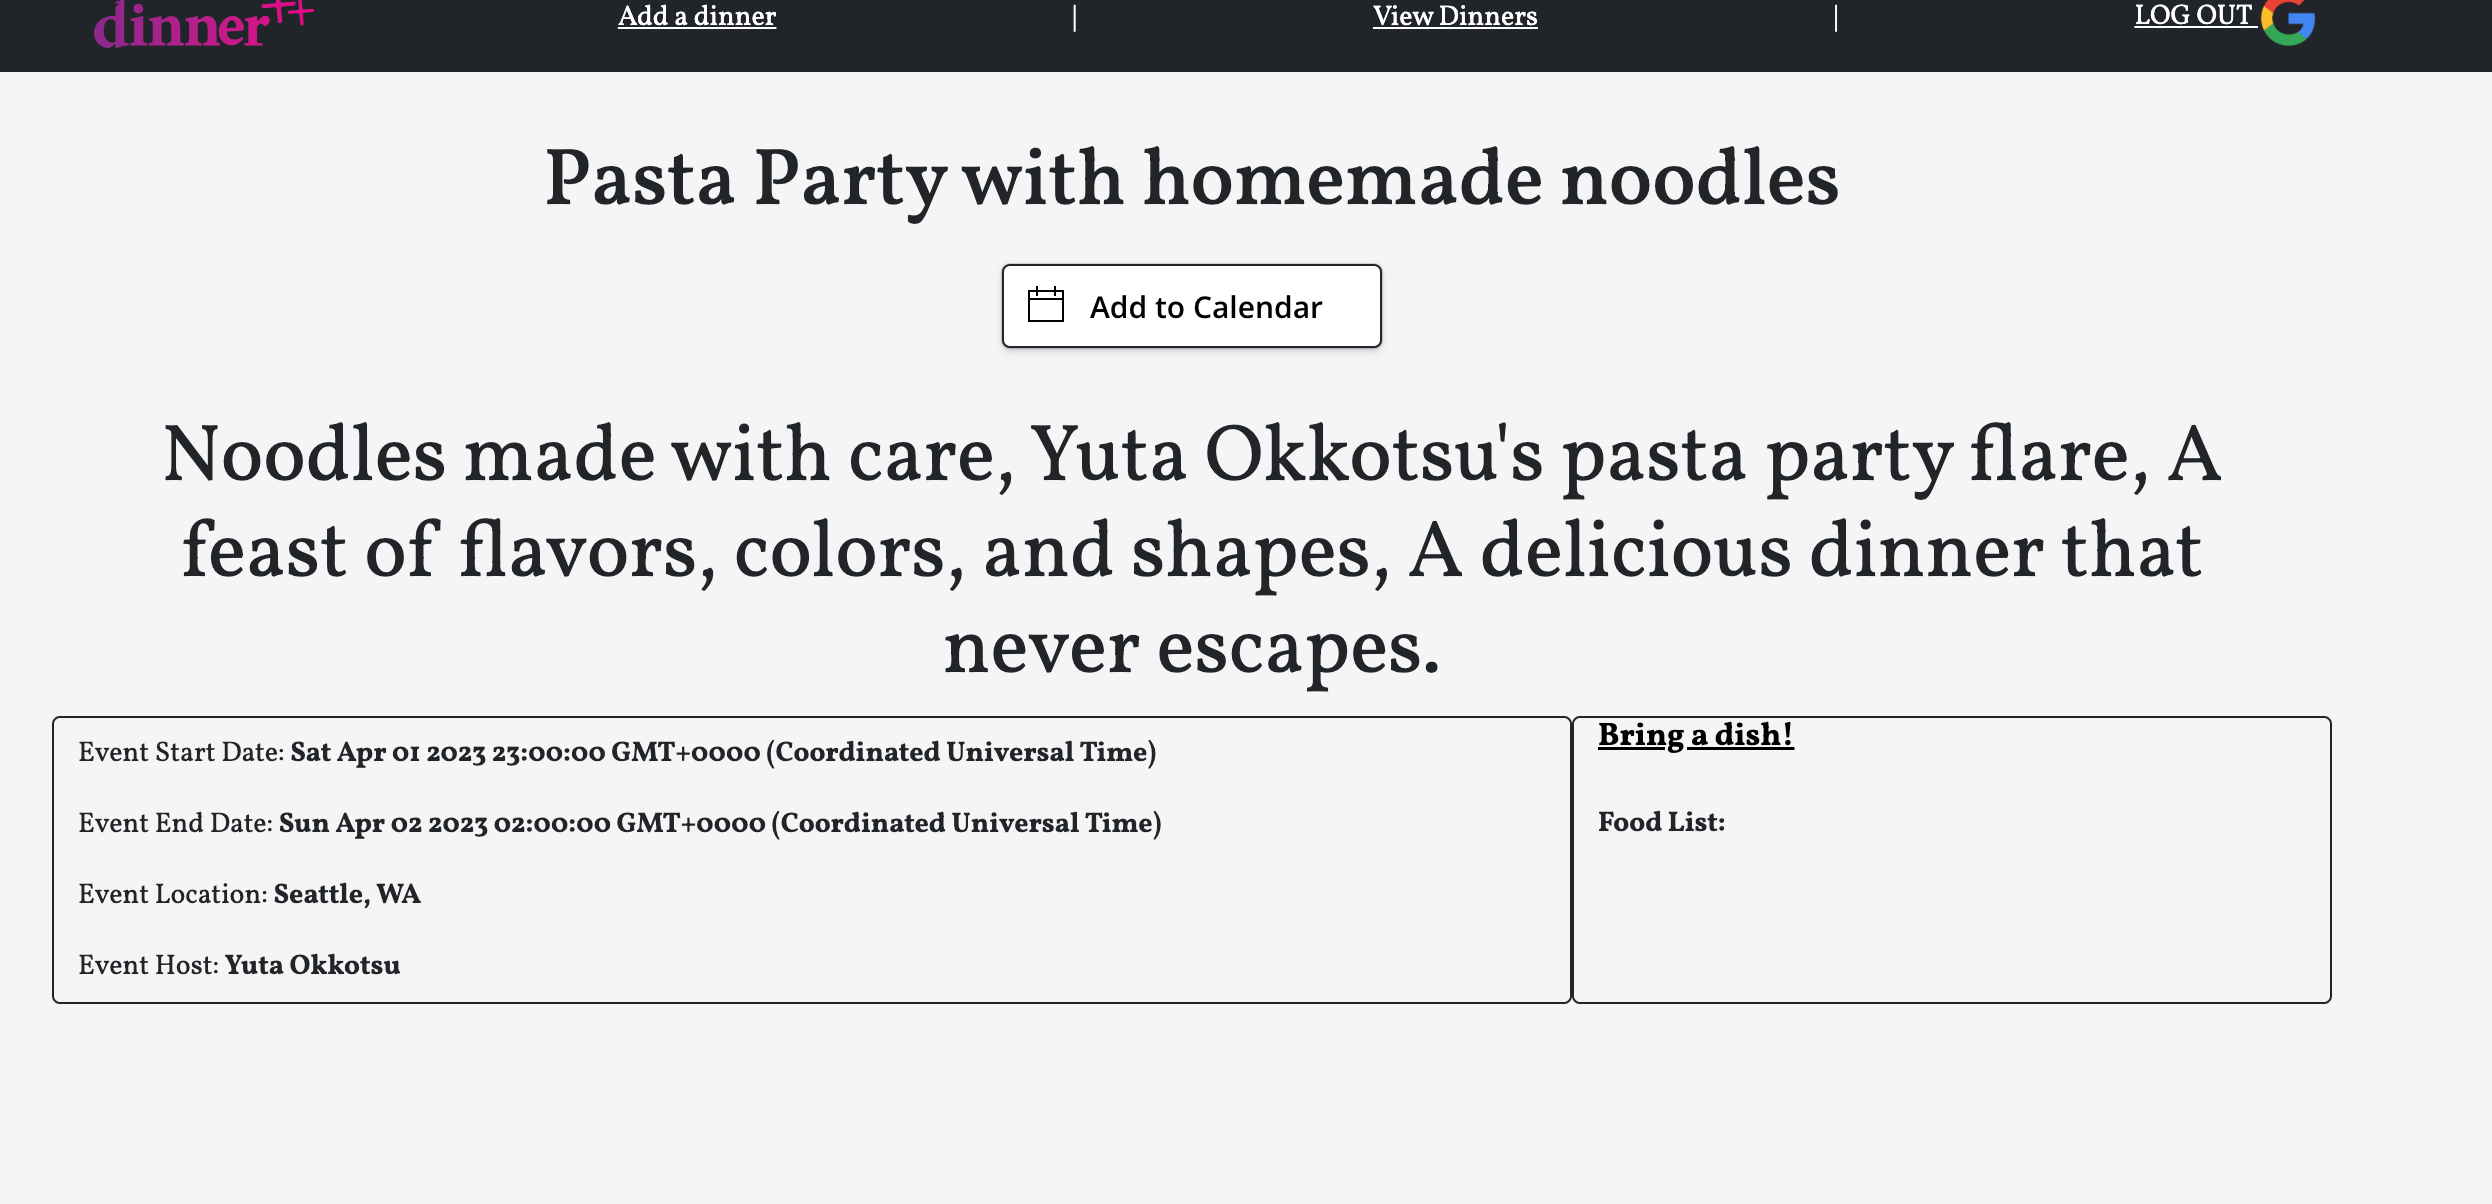 dinner++
Add a dinner | View Dinners | LOG OUT
Pasta Party with homemade noodles
Add to Calendar
Noodles made with care, Yuta Okkotsu's pasta party flare, A
feast of flavors, colors, and shapes, A delicious dinner that
never escapes.
Event Start Date: Sat Apr 01 2023 23:00:00 GMT+0000 (Coordinated Universal Time)
Event End Date: Sun Apr 02 2023 02:00:00 GMT+0000 (Coordinated Universal Time)
Event Location: Seattle, WA
Event Host: Yuta Okkotsu
Bring a dish!
Food List: